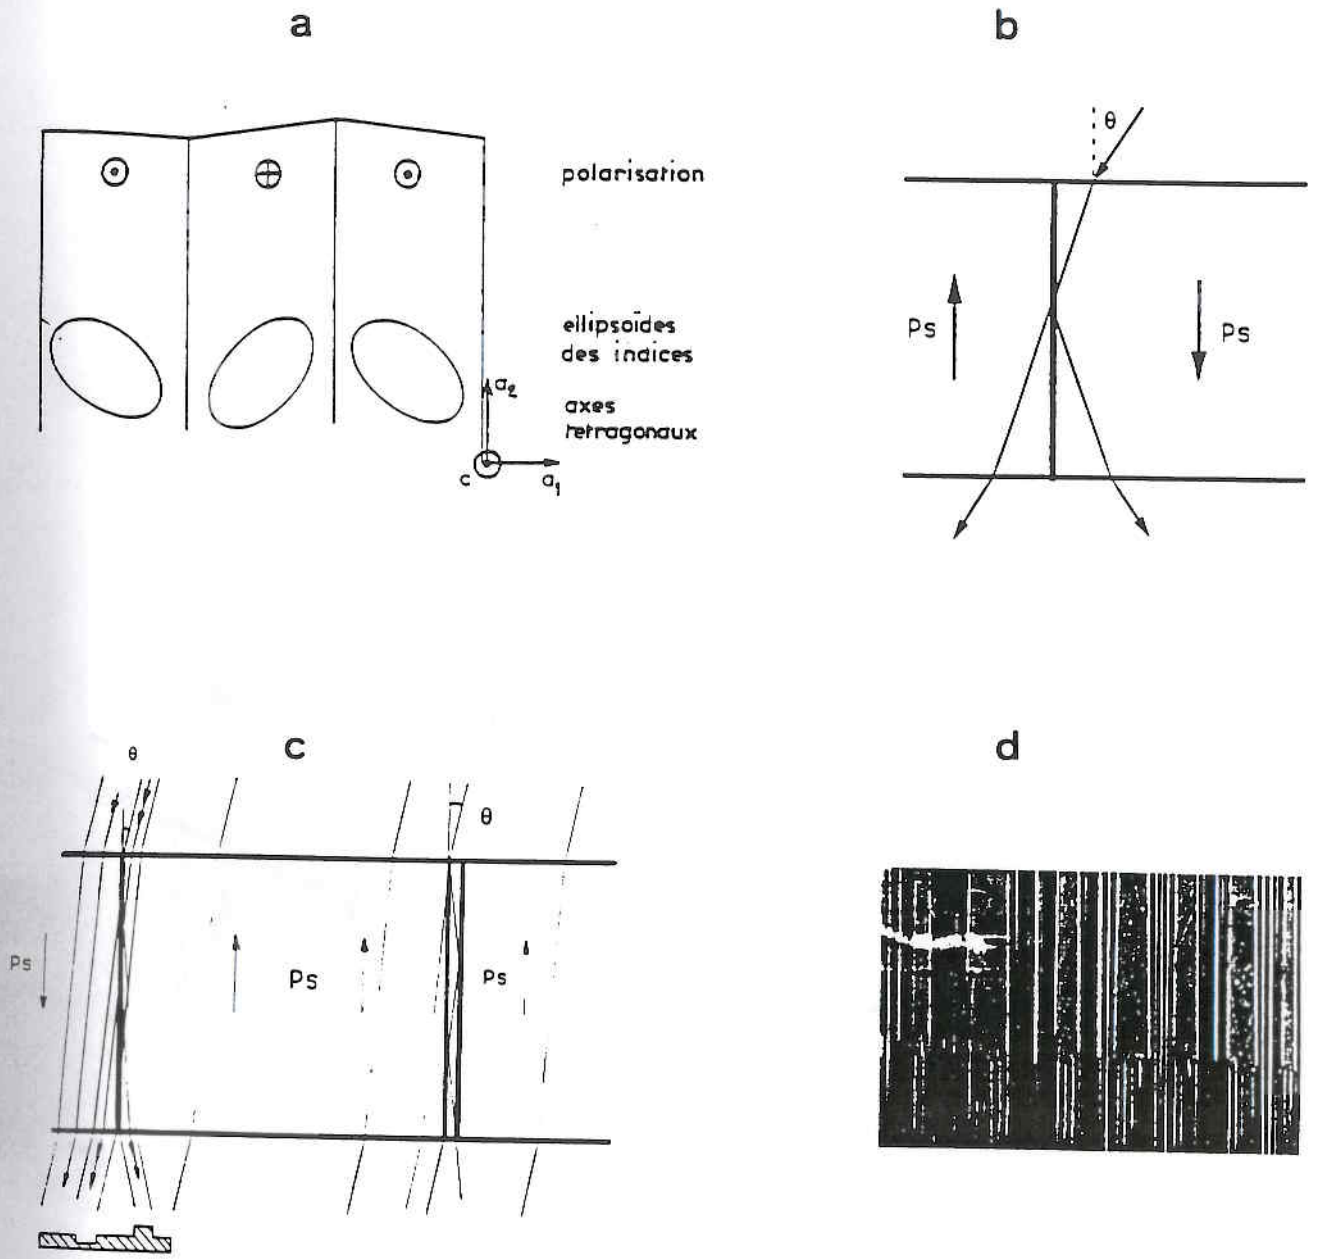 a
polarisation
ellipsoïdes
des indices
a2
axes
tetragonaux
c
a1
b
θ
Ps
Ps
c
θ
θ
Ps
Ps
Ps
d